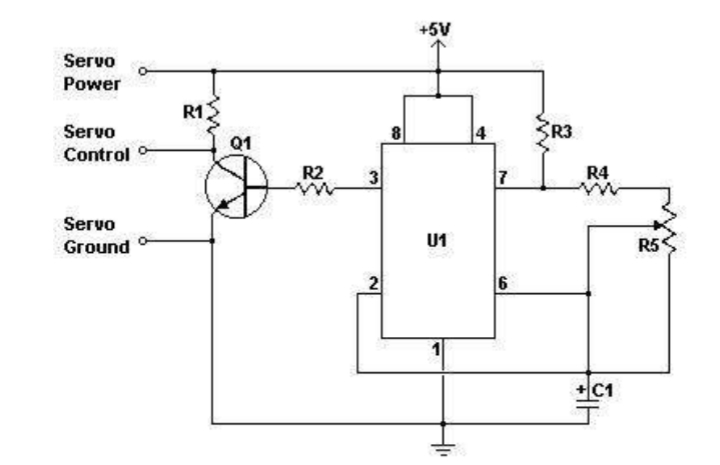 +5V
Servo
Power
R1
Servo
Control
Q1
8
4
R3
R2
3
7
R4
Servo
Ground
U1
R5
2
6
1
+ C1